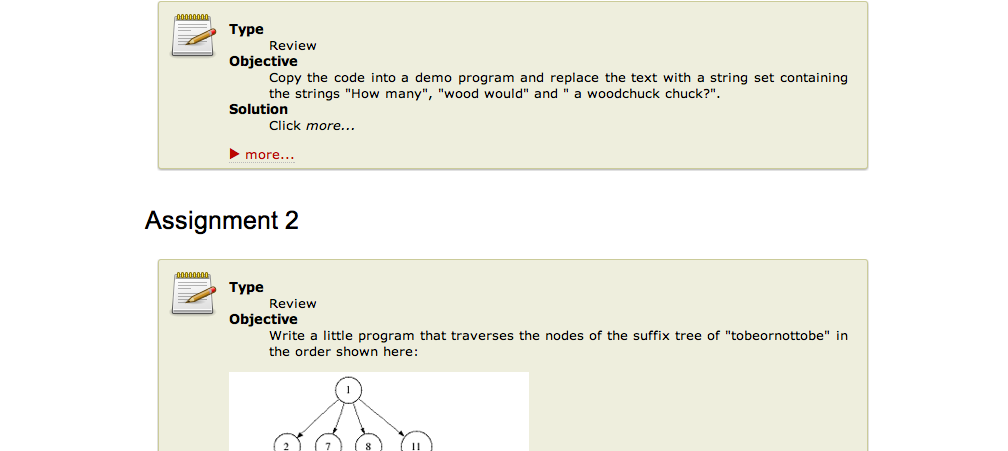 Type
Review
Objective
Copy the code into a demo program and replace the text with a string set containing
the strings "How many", "wood would" and " a woodchuck chuck?".
Solution
Click more...
▶ more...
Assignment 2
Type
Review
Objective
Write a little program that traverses the nodes of the suffix tree of "tobeornottobe" in
the order shown here:
1
2 7 8 11